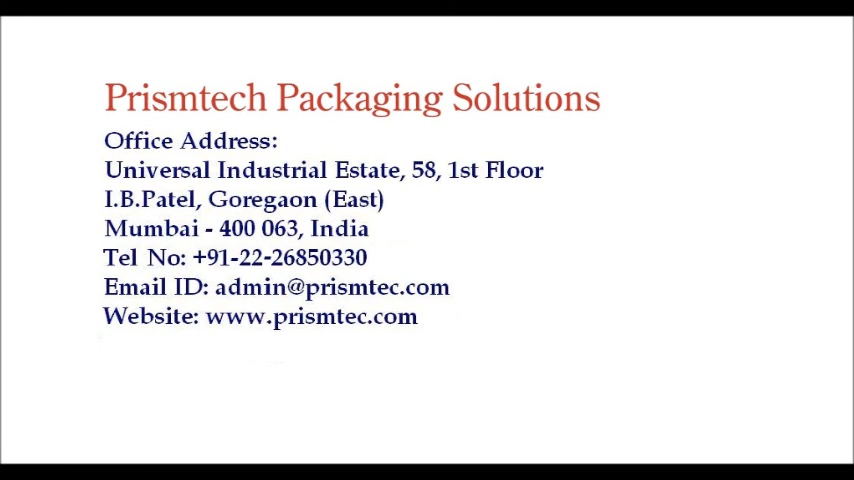 Prismtech Packaging Solutions
Office Address:
Universal Industrial Estate, 58, 1st Floor
I.B.Patel, Goregaon (East)
Mumbai - 400 063, India
Tel No: +91-22-26850330
Email ID: admin@prismtec.com
Website: www.prismtec.com